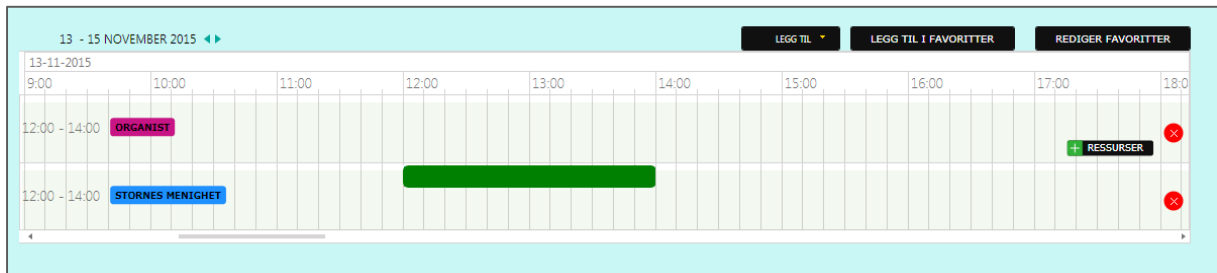 13 - 15 NOVEMBER 2015
LEGG TIL
LEGG TIL I FAVORITTER
REDIGER FAVORITTER
13-11-2015
9:00 10:00 11:00 12:00 13:00 14:00 15:00 16:00 17:00 18:0
12:00 - 14:00 ORGANIST
RESSURSER
12:00 - 14:00 STORNES MENIGHET